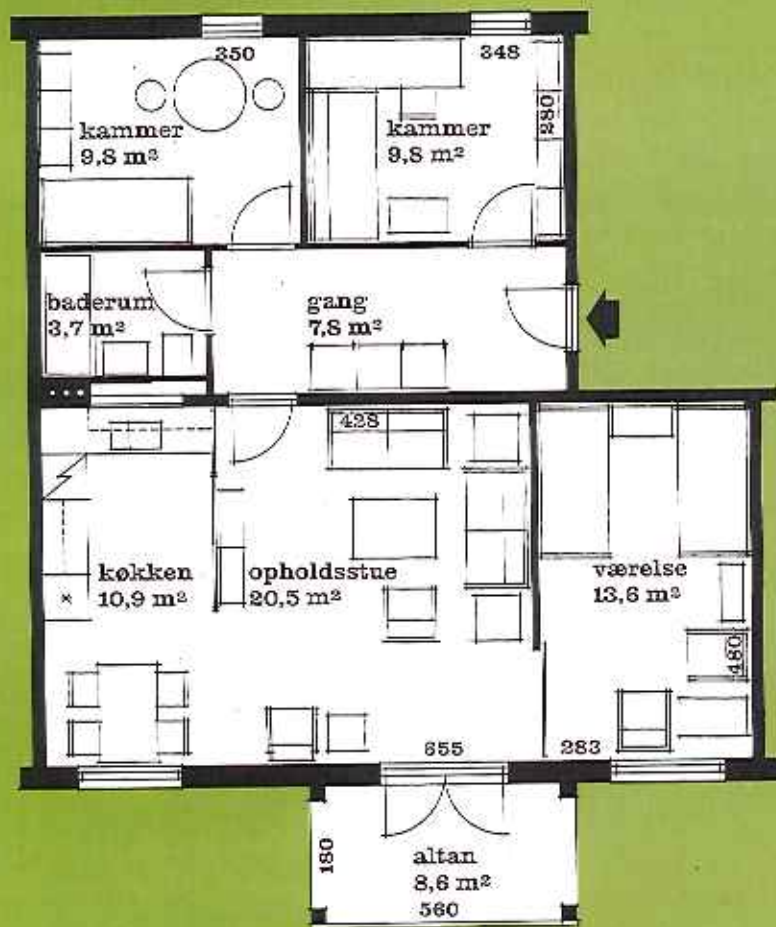 350
348
280
kammer
9,8 m²
kammer
9,8 m²
baderum
3,7 m²
gang
7,8 m²
428
køkken
10,9 m²
opholdsstue
20,5 m²
værelse
13,6 m²
480
655
283
180
altan
8,6 m²
560